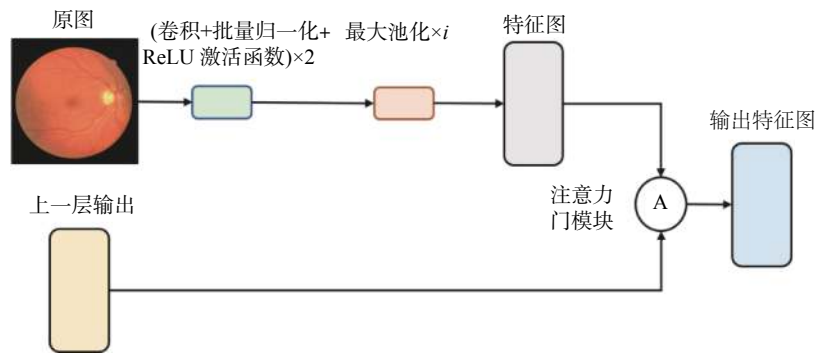 原图
(卷积+批量归一化+
ReLU 激活函数)×2
最大池化×i
特征图
输出特征图
注意力
门模块
A
上一层输出